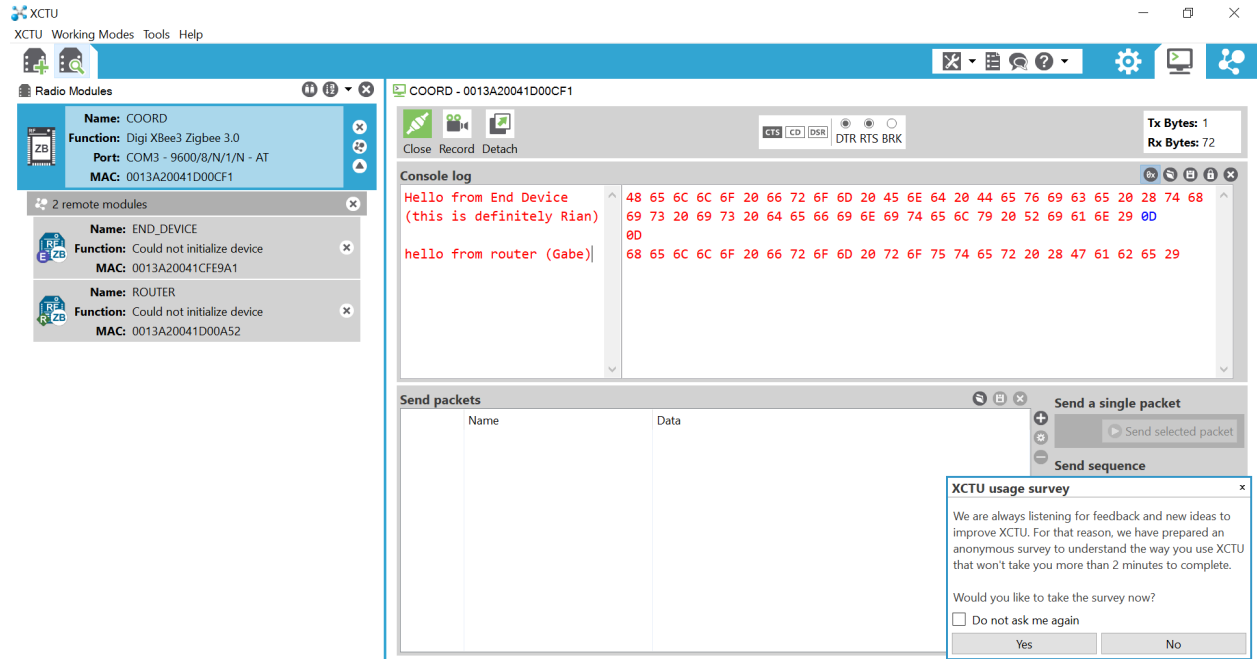 XCTU
XCTU Working Modes Tools Help
Radio Modules
COORD - 0013A20041D00CF1
Name: COORD
Function: Digi XBee3 Zigbee 3.0
Port: COM3 - 9600/8/N/1/N - AT
MAC: 0013A20041D00CF1
RF
ZB
2 remote modules
Name: END_DEVICE
Function: Could not initialize device
MAC: 0013A20041CFE9A1
RF
E ZB
Name: ROUTER
Function: Could not initialize device
MAC: 0013A20041D00A52
RF
R ZB
Close Record Detach
CTS CD DSR
DTR RTS BRK
Tx Bytes: 1
Rx Bytes: 72
Console log
0x
Hello from End Device
(this is definitely Rian)
hello from router (Gabe)
48 65 6C 6C 6F 20 66 72 6F 6D 20 45 6E 64 20 44 65 76 69 63 65 20 28 74 68
69 73 20 69 73 20 64 65 66 69 6E 69 74 65 6C 79 20 52 69 61 6E 29 0D
0D
68 65 6C 6C 6F 20 66 72 6F 6D 20 72 6F 75 74 65 72 20 28 47 61 62 65 29
Send packets
Name Data
Send a single packet
Send selected packet
Send sequence
XCTU usage survey x
We are always listening for feedback and new ideas to
improve XCTU. For that reason, we have prepared an
anonymous survey to understand the way you use XCTU
that won't take you more than 2 minutes to complete.
Would you like to take the survey now?
Do not ask me again
Yes No